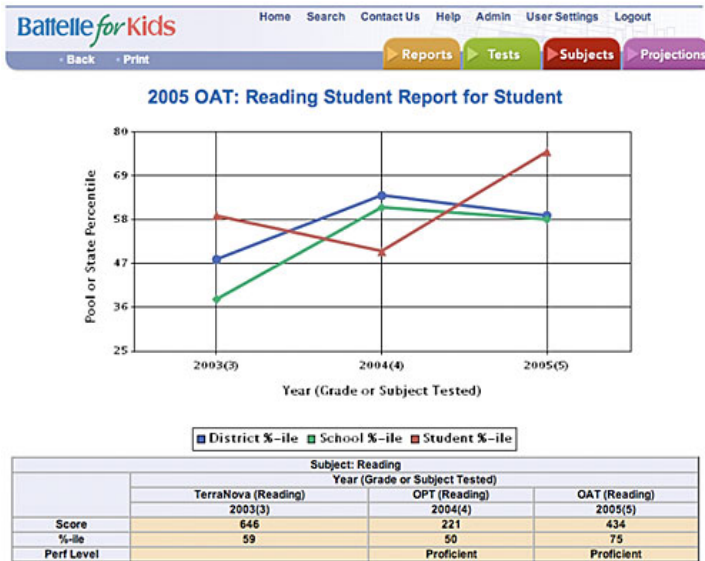 Battelle for Kids
Home Search Contact Us Help Admin User Settings Logout
Back Print
Reports Tests Subjects Projections
2005 OAT: Reading Student Report for Student
Pool or State Percentile
80
69
58
47
36
25
2003(3) 2004(4) 2005(5)
Year (Grade or Subject Tested)
District %-ile School %-ile Student %-ile
Subject: Reading
Year (Grade or Subject Tested)
TerraNova (Reading) OPT (Reading) OAT (Reading)
2003(3) 2004(4) 2005(5)
Score 646 221 434
%-ile 59 50 75
Perf Level Proficient Proficient